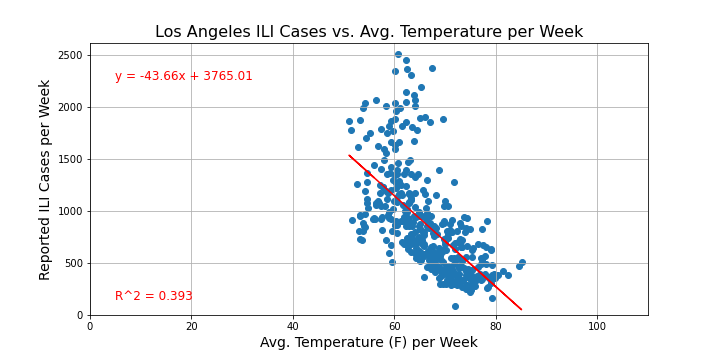 Los Angeles ILI Cases vs. Avg. Temperature per Week
Reported ILI Cases per Week
2500
2000
1500
1000
500
0
y = -43.66x + 3765.01
R^2 = 0.393
0 20 40 60 80 100
Avg. Temperature (F) per Week